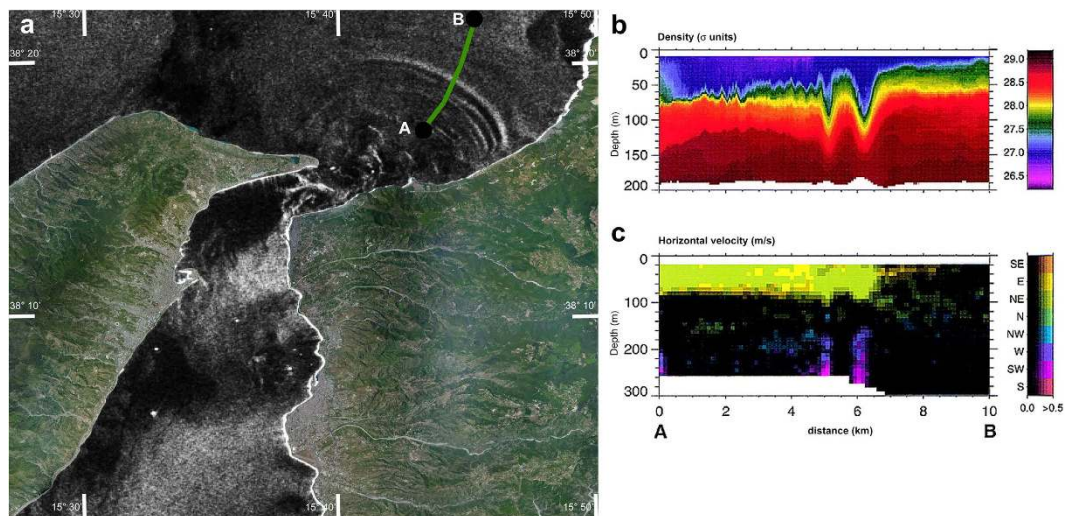 a
15° 30'
15° 40'
15° 50'
38° 20'
B
A
38° 10'
38° 10'
15° 30'
15° 40'
15° 50'
b
Density (σ units)
0
50
100
150
200
Depth (m)
29.0
28.5
28.0
27.5
27.0
26.5
c
Horizontal velocity (m/s)
0
100
200
300
Depth (m)
0
2
4
6
8
10
A
distance (km)
B
SE
E
NE
N
NW
W
SW
S
0.0
>0.5